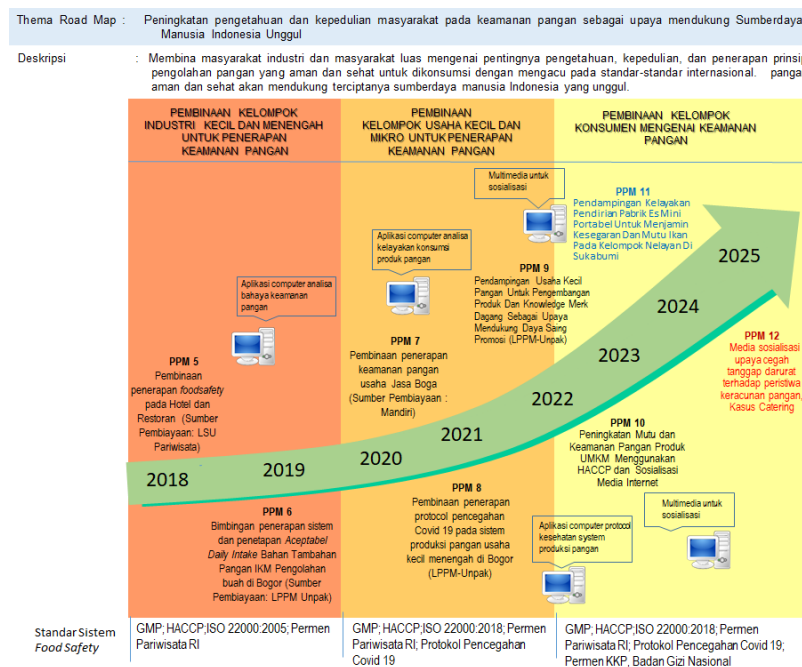 Thema Road Map : Peningkatan pengetahuan dan kepedulian masyarakat pada keamanan pangan sebagai upaya mendukung Sumberdaya
Manusia Indonesia Unggul
Deskripsi : Membina masyarakat industri dan masyarakat luas mengenai pentingnya pengetahuan, kepedulian, dan penerapan prinsip
pengolahan pangan yang aman dan sehat untuk dikonsumsi dengan mengacu pada standar-standar internasional. panga
aman dan sehat akan mendukung terciptanya sumberdaya manusia Indonesia yang unggul.
PEMBINAAN KELOMPOK
INDUSTRI KECIL DAN MENENGAH
UNTUK PENERAPAN
KEAMANAN PANGAN
PEMBINAAN
KELOMPOK USAHA KECIL DAN
MIKRO UNTUK PENERAPAN
KEAMANAN PANGAN
PEMBINAAN KELOMPOK
KONSUMEN MENGENAI KEAMANAN
PANGAN
Multimedia untuk
sosialisasi
PPM 11
Pendampingan Kelayakan
Pendirian Pabrik Es Mini
Portabel Untuk Menjamin
Kesegaran Dan Mutu Ikan
Pada Kelompok Nelayan Di
Sukabumi
Aplikasi computer analisa
kelayakan konsumsi
produk pangan
Aplikasi computer analisa
bahaya keamanan
pangan
PPM 9
Pendampingan Usaha Kecil
Pangan Untuk Pengembangan
Produk Dan Knowledge Merk
Dagang Sebagai Upaya
Mendukung Daya Saing
Promosi (LPPM-Unpak)
PPM 7
Pembinaan penerapan
keamanan pangan
usaha Jasa Boga
(Sumber Pembiayaan :
Mandiri)
PPM 5
Pembinaan
penerapan foodsafety
pada Hotel dan
Restoran (Sumber
Pembiayaan: LSU
Pariwisata)
2018
2019
2020
2021
2022
2023
2024
2025
PPM 12
Media sosialisasi
upaya cegah
tanggap darurat
terhadap peristiwa
keracunan pangan,
Kasus Catering
PPM 10
Peningkatan Mutu dan
Keamanan Pangan Produk
UMKM Menggunakan
HACCP dan Sosialisasi
Media Internet
PPM 8
Pembinaan penerapan
protocol pencegahan
Covid 19 pada sistem
produksi pangan usaha
kecil menengah di Bogor
(LPPM-Unpak)
PPM 6
Bimbingan penerapan sistem
dan penetapan Aceptabel
Daily Intake Bahan Tambahan
Pangan IKM Pengolahan
buah di Bogor (Sumber
Pembiayaan: LPPM Unpak)
Aplikasi computer protocol
kesehatan system
produksi pangan
Multimedia untuk
sosialisasi
Standar Sistem
Food Safety
GMP; HACCP;ISO 22000:2005; Permen
Pariwisata RI
GMP; HACCP;ISO 22000:2018; Permen
Pariwisata RI; Protokol Pencegahan
Covid 19
GMP; HACCP;ISO 22000:2018; Permen
Pariwisata RI; Protokol Pencegahan Covid 19;
Permen KKP, Badan Gizi Nasional